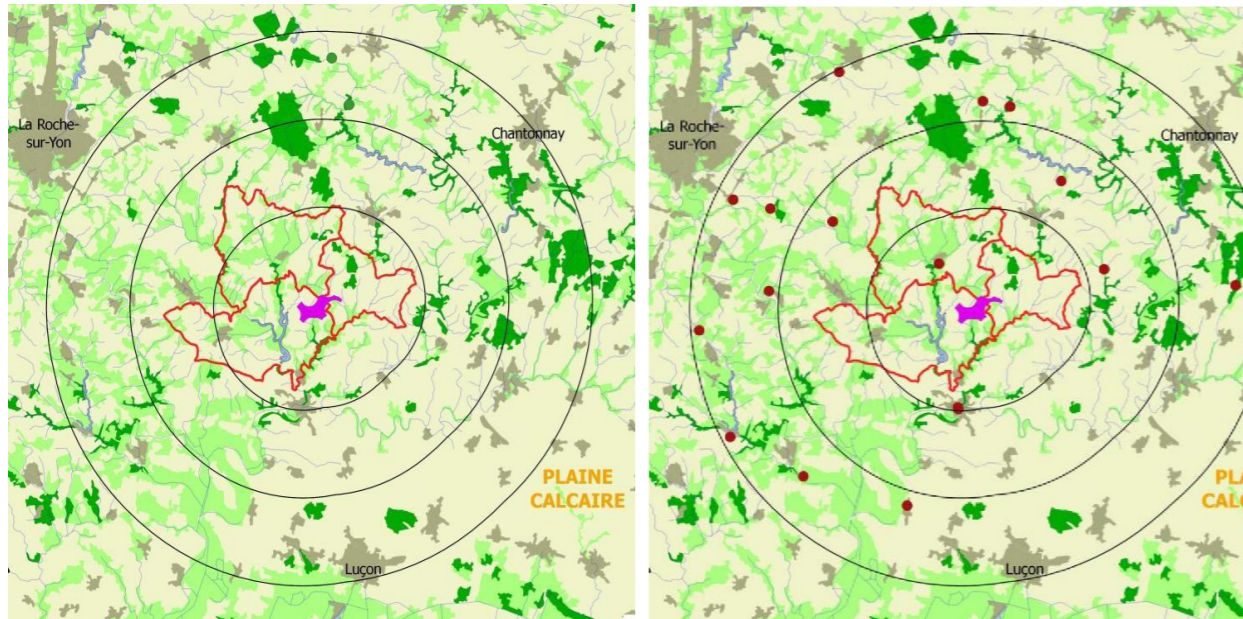 La Roche-
sur-Yon
Chantonnay
PLAINE
CALCAIRE
Luçon
La Roche-
sur-Yon
Chantonnay
PLA
CALC
Luçon